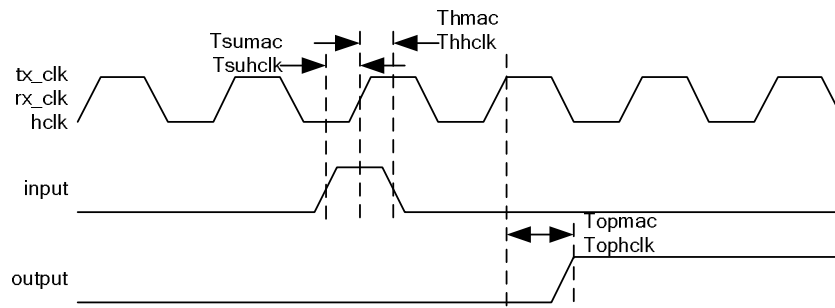 Tsumac
Tsuhclk
Thmac
Thhclk
tx_clk
rx_clk
hclk
input
Topmac
Tophclk
output